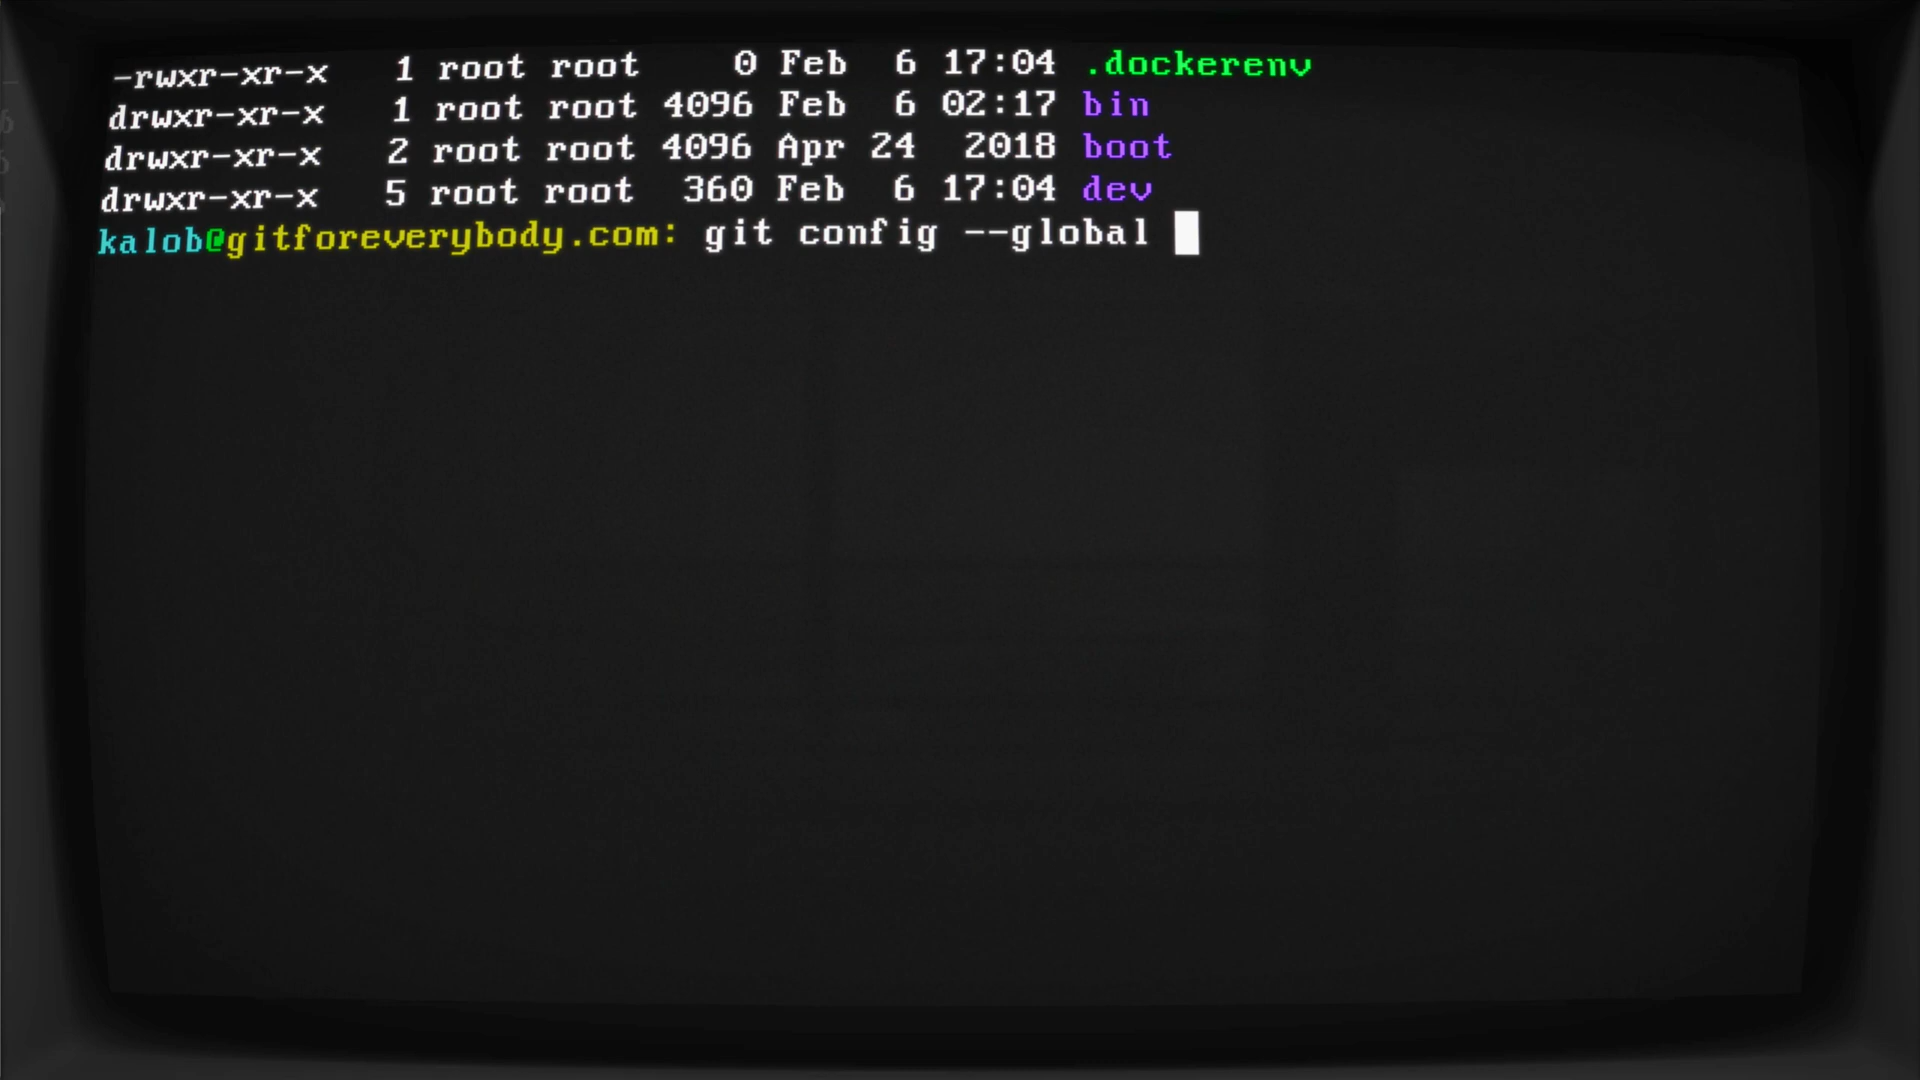 -rwxr-xr-x   1 root root    0 Feb  6 17:04 .dockerenv
drwxr-xr-x   1 root root 4096 Feb  6 02:17 bin
drwxr-xr-x   2 root root 4096 Apr 24  2018 boot
drwxr-xr-x   5 root root  360 Feb  6 17:04 dev
kalob@gitforeverybody.com: git config --global